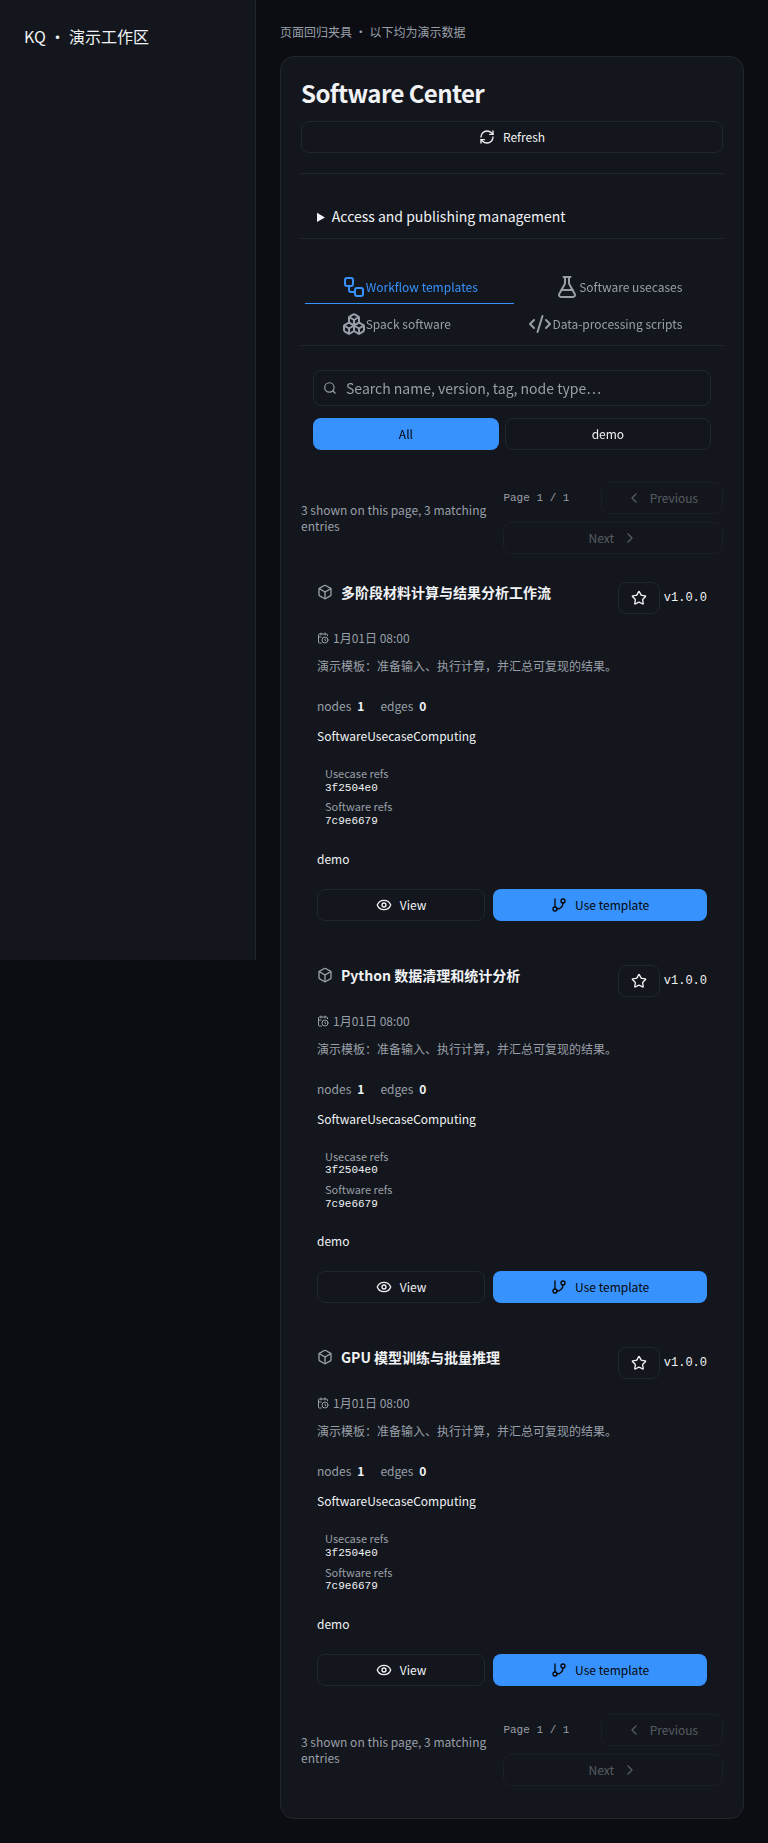 KQ · 演示工作区
页面回归夹具 · 以下均为演示数据
Software Center
Refresh
Access and publishing management
Workflow templates
Software usecases
Spack software
Data-processing scripts
Search name, version, tag, node type…
All
demo
3 shown on this page, 3 matching
entries
Page 1 / 1
Previous
Next
多阶段材料计算与结果分析工作流
v1.0.0
1月01日 08:00
演示模板：准备输入、执行计算，并汇总可复现的结果。
nodes 1 edges 0
SoftwareUsecaseComputing
Usecase refs
3f2504e0
Software refs
7c9e6679
demo
View
Use template
Python 数据清理和统计分析
v1.0.0
1月01日 08:00
演示模板：准备输入、执行计算，并汇总可复现的结果。
nodes 1 edges 0
SoftwareUsecaseComputing
Usecase refs
3f2504e0
Software refs
7c9e6679
demo
View
Use template
GPU 模型训练与批量推理
v1.0.0
1月01日 08:00
演示模板：准备输入、执行计算，并汇总可复现的结果。
nodes 1 edges 0
SoftwareUsecaseComputing
Usecase refs
3f2504e0
Software refs
7c9e6679
demo
View
Use template
3 shown on this page, 3 matching
entries
Page 1 / 1
Previous
Next